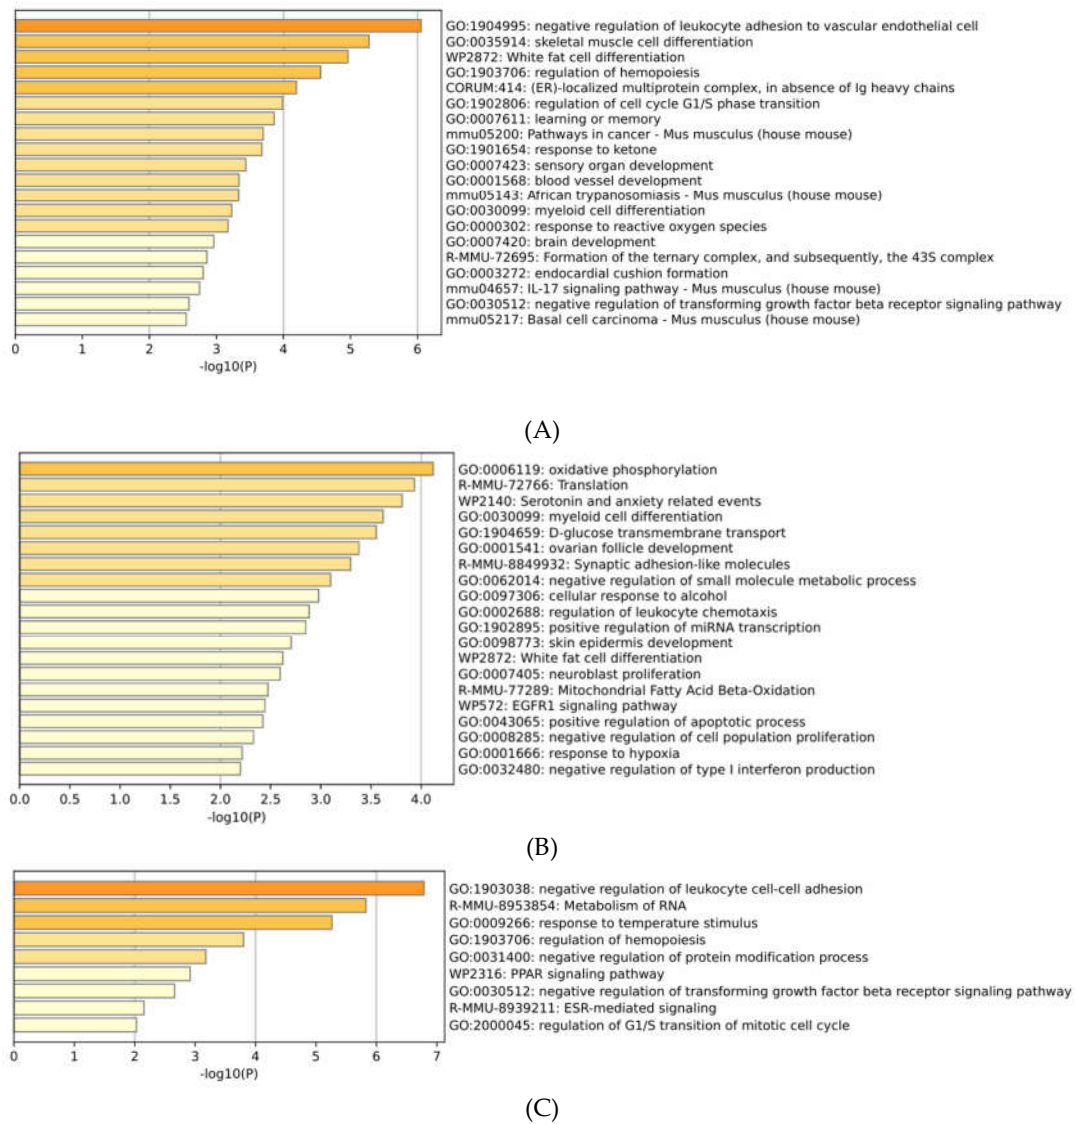 GO:1904995: negative regulation of leukocyte adhesion to vascular endothelial cell
GO:0035914: skeletal muscle cell differentiation
WP2872: White fat cell differentiation
GO:1903706: regulation of hemopoiesis
CORUM:414: (ER)-localized multiprotein complex, in absence of Ig heavy chains
GO:1902806: regulation of cell cycle G1/S phase transition
GO:0007611: learning or memory
mmu05200: Pathways in cancer - Mus musculus (house mouse)
GO:1901654: response to ketone
GO:0007423: sensory organ development
GO:0001568: blood vessel development
mmu05143: African trypanosomiasis - Mus musculus (house mouse)
GO:0030099: myeloid cell differentiation
GO:0000302: response to reactive oxygen species
GO:0007420: brain development
R-MMU-72695: Formation of the ternary complex, and subsequently, the 43S complex
GO:0003272: endocardial cushion formation
mmu04657: IL-17 signaling pathway - Mus musculus (house mouse)
GO:0030512: negative regulation of transforming growth factor beta receptor signaling pathway
mmu05217: Basal cell carcinoma - Mus musculus (house mouse)
0 1 2 3 4 5 6
-log10(P)
(A)
GO:0006119: oxidative phosphorylation
R-MMU-72766: Translation
WP2140: Serotonin and anxiety related events
GO:0030099: myeloid cell differentiation
GO:1904659: D-glucose transmembrane transport
GO:0001541: ovarian follicle development
R-MMU-8849932: Synaptic adhesion-like molecules
GO:0062014: negative regulation of small molecule metabolic process
GO:0097306: cellular response to alcohol
GO:0002688: regulation of leukocyte chemotaxis
GO:1902895: positive regulation of miRNA transcription
GO:0098773: skin epidermis development
WP2872: White fat cell differentiation
GO:0007405: neuroblast proliferation
R-MMU-77289: Mitochondrial Fatty Acid Beta-Oxidation
WP572: EGFR1 signaling pathway
GO:0043065: positive regulation of apoptotic process
GO:0008285: negative regulation of cell population proliferation
GO:0001666: response to hypoxia
GO:0032480: negative regulation of type I interferon production
0.0 0.5 1.0 1.5 2.0 2.5 3.0 3.5 4.0
-log10(P)
(B)
GO:1903038: negative regulation of leukocyte cell-cell adhesion
R-MMU-8953854: Metabolism of RNA
GO:0009266: response to temperature stimulus
GO:1903706: regulation of hemopoiesis
GO:0031400: negative regulation of protein modification process
WP2316: PPAR signaling pathway
GO:0030512: negative regulation of transforming growth factor beta receptor signaling pathway
R-MMU-8939211: ESR-mediated signaling
GO:2000045: regulation of G1/S transition of mitotic cell cycle
0 1 2 3 4 5 6 7
-log10(P)
(C)